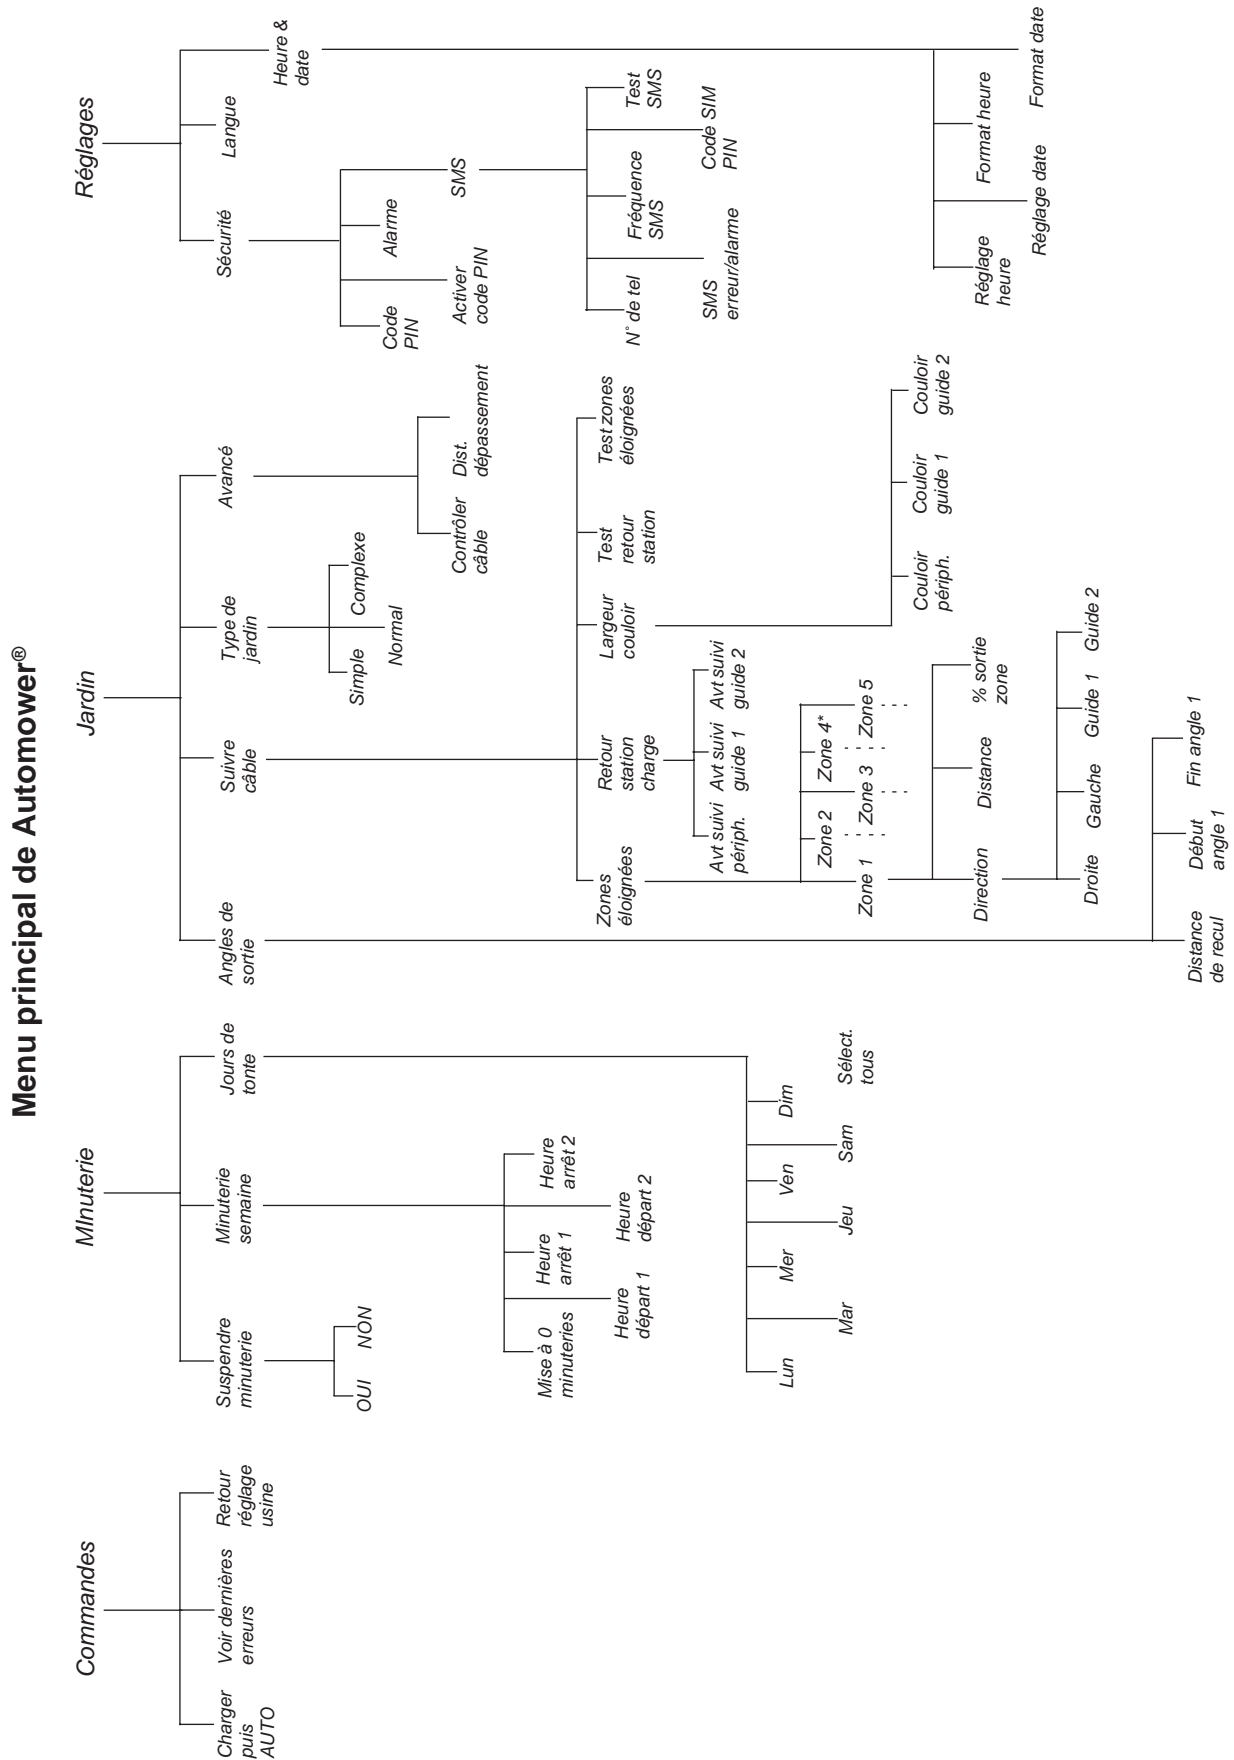 Menu principal de Automower®
Commandes
Charger
puis
AUTO
Voir dernières
erreurs
Retour
réglage
usine
MInuterie
Suspendre
minuterie
OUI
NON
Minuterie
semaine
Mise à 0
minuteries
Heure
départ 1
Heure
arrêt 1
Heure
départ 2
Heure
arrêt 2
Jours de
tonte
Lun
Mar
Mer
Jeu
Ven
Sam
Dim
Sélect.
tous
Jardin
Angles de
sortie
Distance
de recul
Début
angle 1
Fin angle 1
Suivre
câble
Zones
éloignées
Zone 1
Zone 2
Zone 3
Zone 4*
Zone 5
Direction
Distance
% sortie
zone
Droite
Gauche
Guide 1
Guide 2
Retour
station
charge
Avt suivi
périph.
Avt suivi
guide 1
Avt suivi
guide 2
Largeur
couloir
Couloir
périph.
Couloir
guide 1
Couloir
guide 2
Test
retour
station
Test zones
éloignées
Type de
jardin
Simple
Normal
Complexe
Avancé
Contrôler
câble
Dist.
dépassement
Réglages
Sécurité
Code
PIN
Activer
code PIN
Alarme
SMS
N° de tel
SMS
erreur/alarme
Fréquence
SMS
Code SIM
PIN
Test
SMS
Langue
Heure &
date
Réglage
heure
Réglage date
Format heure
Format date